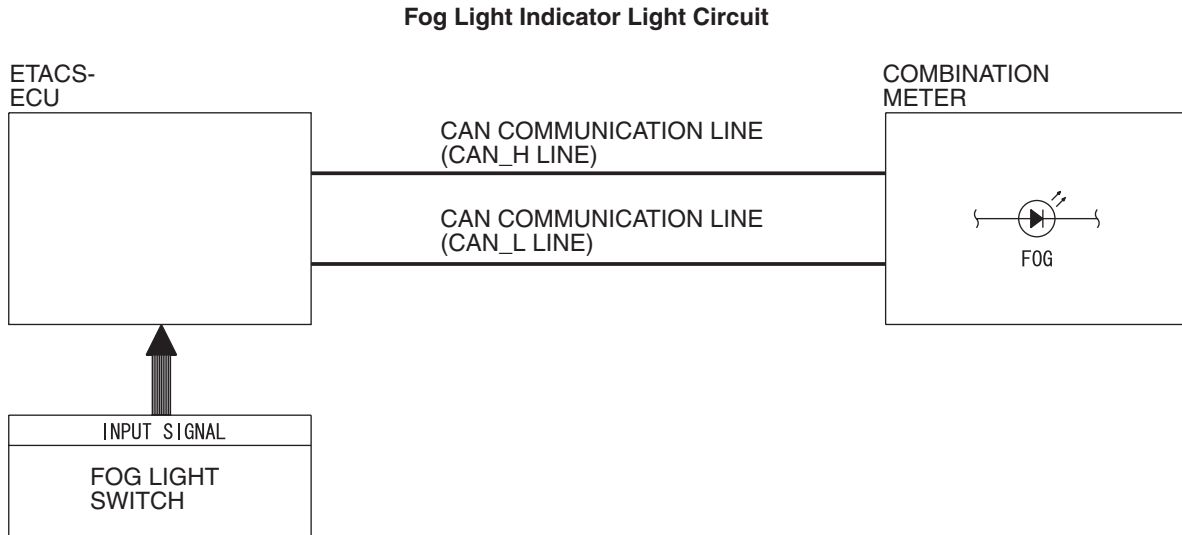 Fog Light Indicator Light Circuit
ETACS-
ECU
COMBINATION
METER
CAN COMMUNICATION LINE
(CAN_H LINE)
CAN COMMUNICATION LINE
(CAN_L LINE)
FOG
INPUT SIGNAL
FOG LIGHT
SWITCH